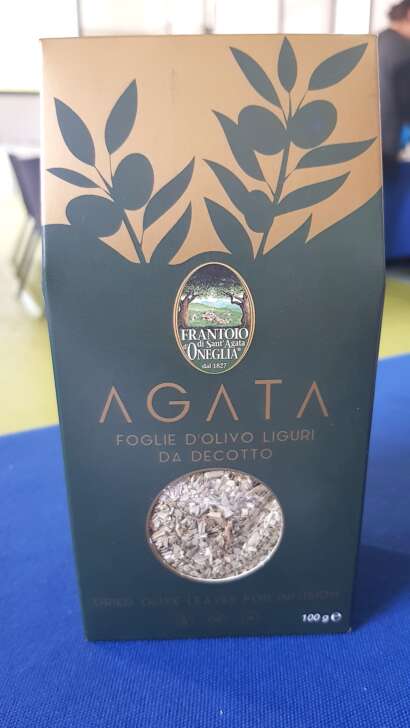 FRANTOIO
di Sant'Agata
d'ONEGLIA®
dal 1827
AGATA
FOGLIE D'OLIVO LIGURI
DA DECOTTO
DRIED OLIVE LEAVES FOR INFUSION
100 g ℮